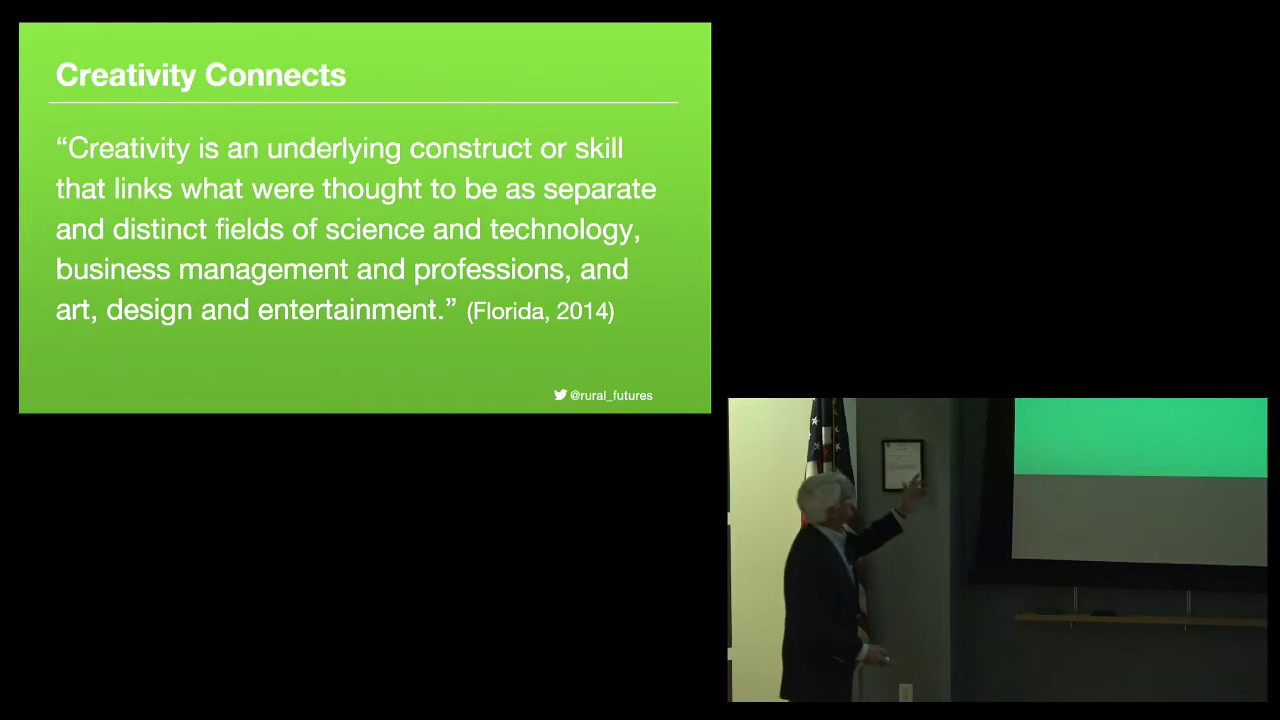 Creativity Connects
“Creativity is an underlying construct or skill
that links what were thought to be as separate
and distinct fields of science and technology,
business management and professions, and
art, design and entertainment.” (Florida, 2014)
@rural_futures